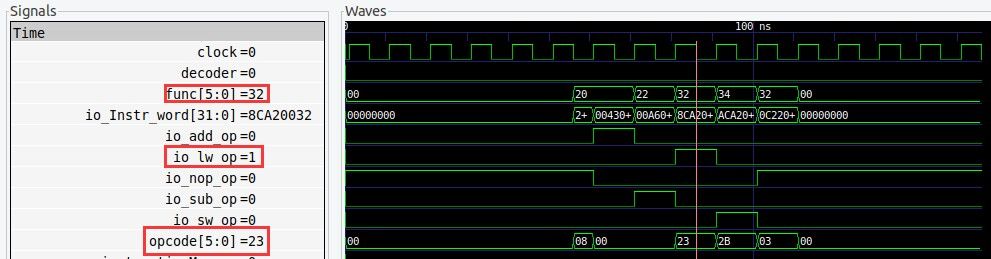 Signals
Waves
Time
100 ns
clock=0
decoder=0
func[5:0]=32
00 20 22 32 34 32 00
io_Instr_word[31:0]=8CA20032
00000000 2+ 00430+ 00A60+ 8CA20+ ACA20+ 0C220+ 00000000
io_add_op=0
io_lw_op=1
io_nop_op=0
io_sub_op=0
io_sw_op=0
opcode[5:0]=23
00 08 00 23 2B 03 00